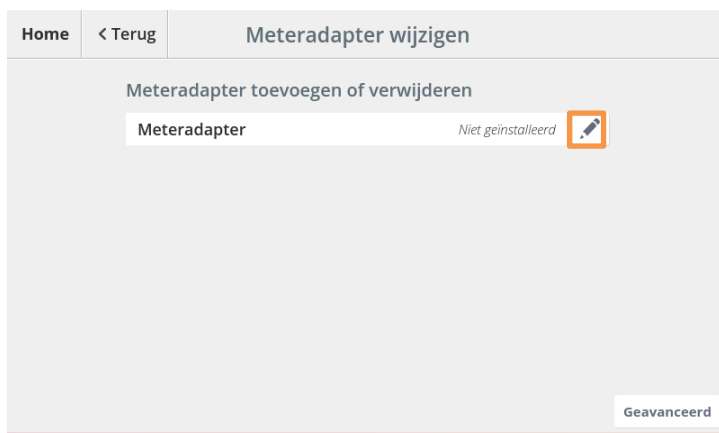 Home < Terug Meteradapter wijzigen
Meteradapter toevoegen of verwijderen
Meteradapter Niet geïnstalleerd
Geavanceerd